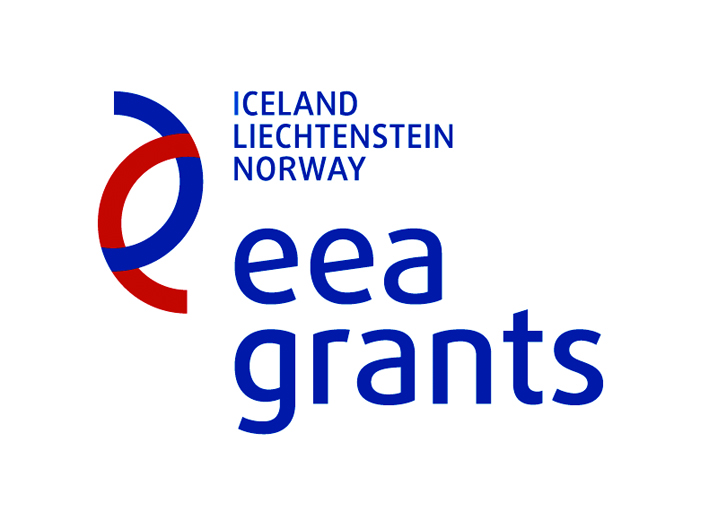 ICELAND
LIECHTENSTEIN
NORWAY
eea
grants